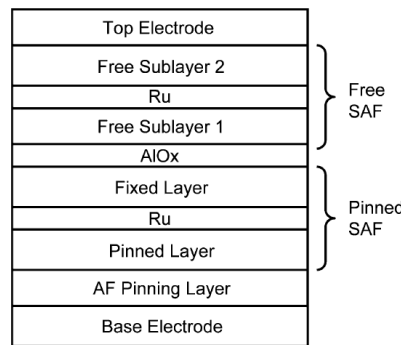 Top Electrode
Free Sublayer 2
Ru
Free Sublayer 1
AlOx
Fixed Layer
Ru
Pinned Layer
AF Pinning Layer
Base Electrode
Free
SAF
Pinned
SAF